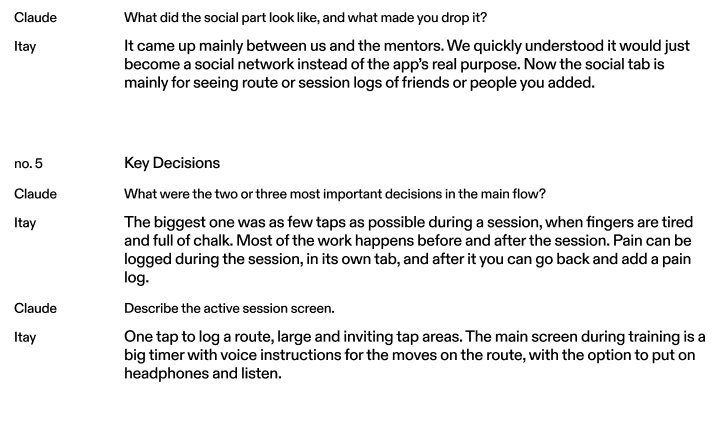 Claude What did the social part look like, and what made you drop it?
Itay It came up mainly between us and the mentors. We quickly understood it would just
become a social network instead of the app’s real purpose. Now the social tab is
mainly for seeing route or session logs of friends or people you added.
no. 5 Key Decisions
Claude What were the two or three most important decisions in the main flow?
Itay The biggest one was as few taps as possible during a session, when fingers are tired
and full of chalk. Most of the work happens before and after the session. Pain can be
logged during the session, in its own tab, and after it you can go back and add a pain
log.
Claude Describe the active session screen.
Itay One tap to log a route, large and inviting tap areas. The main screen during training is a
big timer with voice instructions for the moves on the route, with the option to put on
headphones and listen.